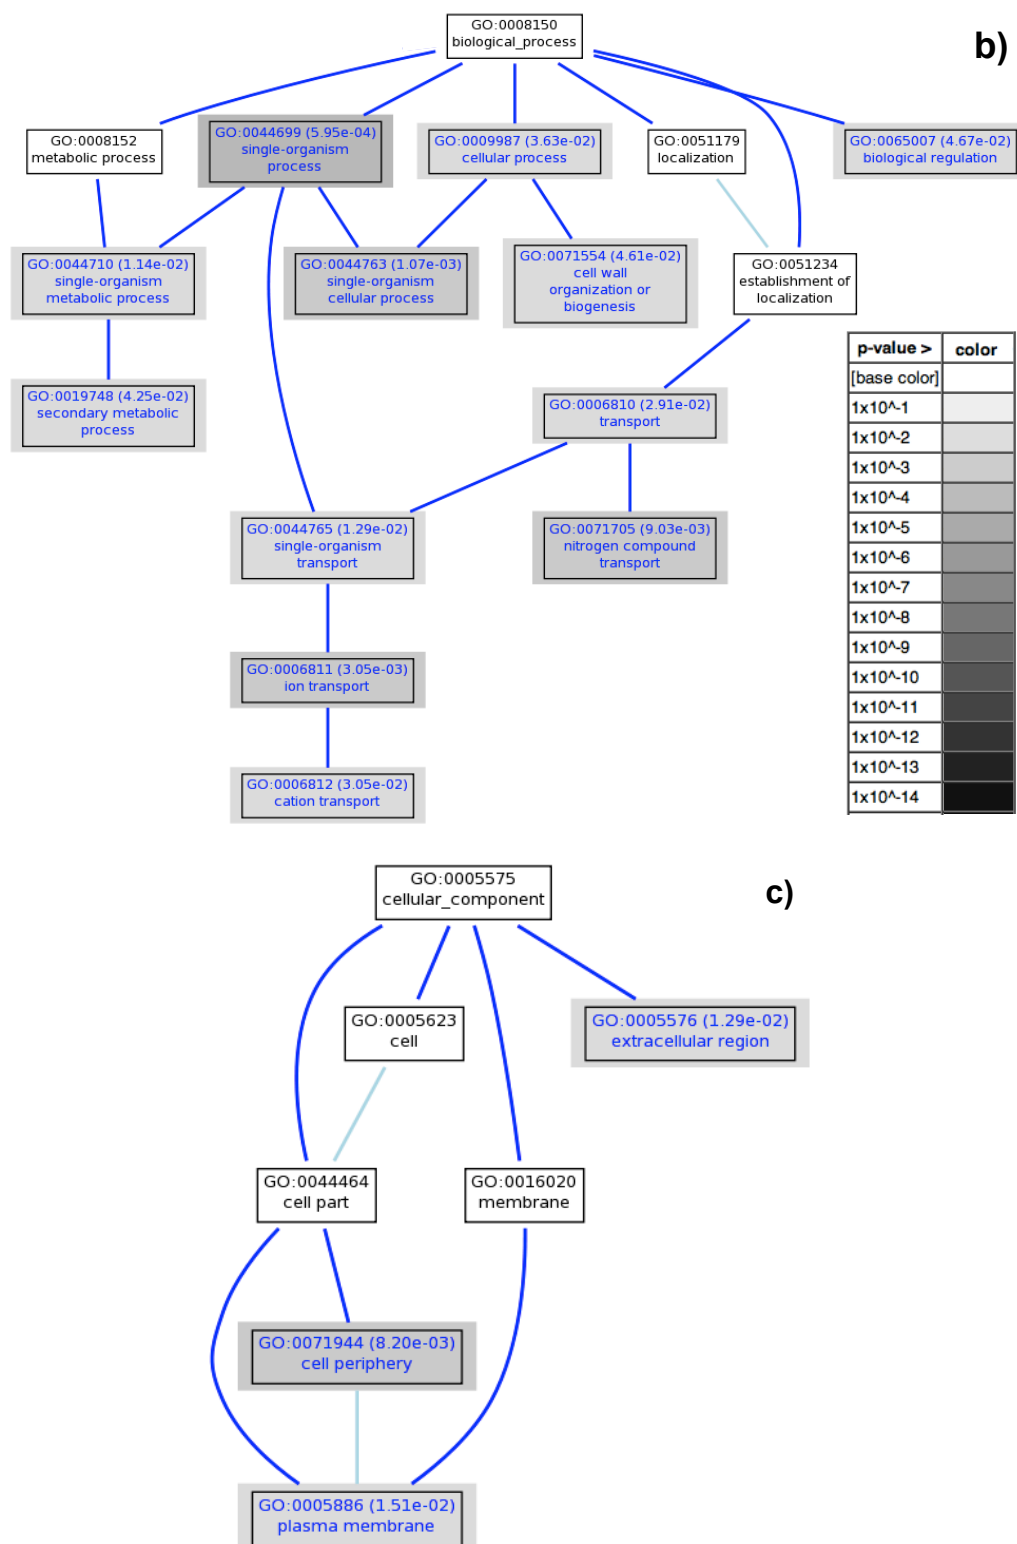 GO:0008150
biological_process
b)
GO:0008152
metabolic process
GO:0044699 (5.95e-04)
single-organism
process
GO:0009987 (3.63e-02)
cellular process
GO:0051179
localization
GO:0065007 (4.67e-02)
biological regulation
GO:0044710 (1.14e-02)
single-organism
metabolic process
GO:0044763 (1.07e-03)
single-organism
cellular process
GO:0071554 (4.61e-02)
cell wall
organization or
biogenesis
GO:0051234
establishment of
localization
GO:0019748 (4.25e-02)
secondary metabolic
process
GO:0006810 (2.91e-02)
transport
GO:0044765 (1.29e-02)
single-organism
transport
GO:0071705 (9.03e-03)
nitrogen compound
transport
GO:0006811 (3.05e-03)
ion transport
GO:0006812 (3.05e-02)
cation transport
p-value > color
[base color]
1x10^-1
1x10^-2
1x10^-3
1x10^-4
1x10^-5
1x10^-6
1x10^-7
1x10^-8
1x10^-9
1x10^-10
1x10^-11
1x10^-12
1x10^-13
1x10^-14
GO:0005575
cellular_component
c)
GO:0005623
cell
GO:0005576 (1.29e-02)
extracellular region
GO:0044464
cell part
GO:0016020
membrane
GO:0071944 (8.20e-03)
cell periphery
GO:0005886 (1.51e-02)
plasma membrane